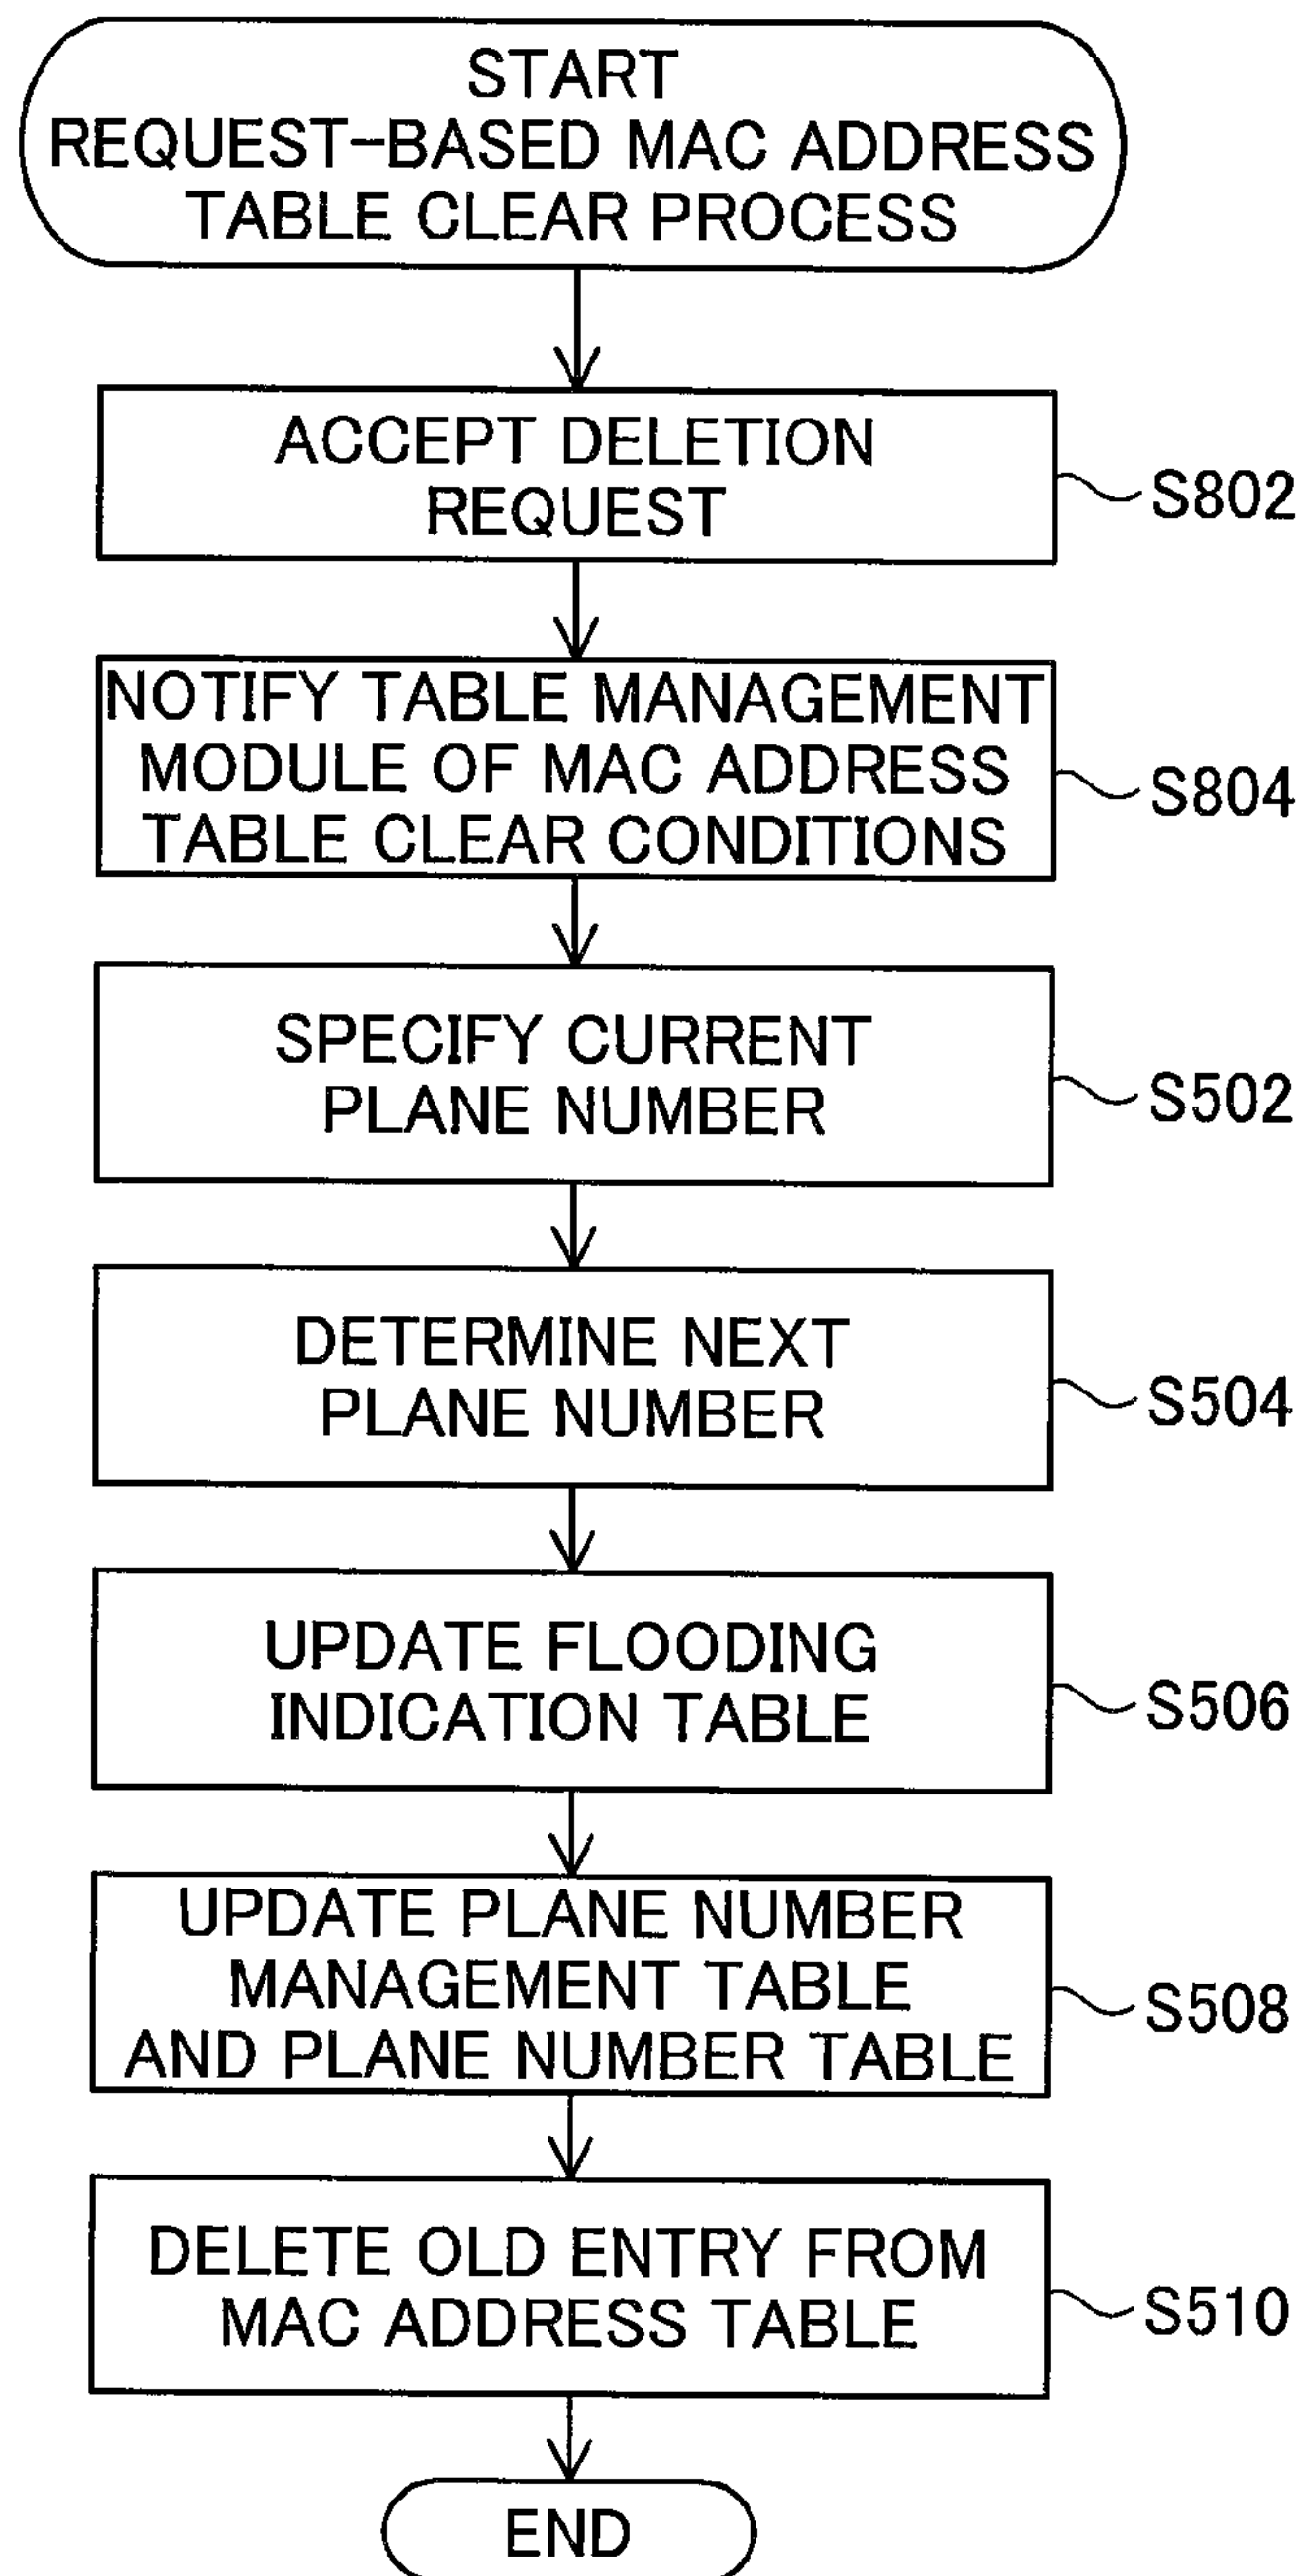 START
REQUEST-BASED MAC ADDRESS
TABLE CLEAR PROCESS
ACCEPT DELETION
REQUEST
S802
NOTIFY TABLE MANAGEMENT
MODULE OF MAC ADDRESS
TABLE CLEAR CONDITIONS
S804
SPECIFY CURRENT
PLANE NUMBER
S502
DETERMINE NEXT
PLANE NUMBER
S504
UPDATE FLOODING
INDICATION TABLE
S506
UPDATE PLANE NUMBER
MANAGEMENT TABLE
AND PLANE NUMBER TABLE
S508
DELETE OLD ENTRY FROM
MAC ADDRESS TABLE
S510
END